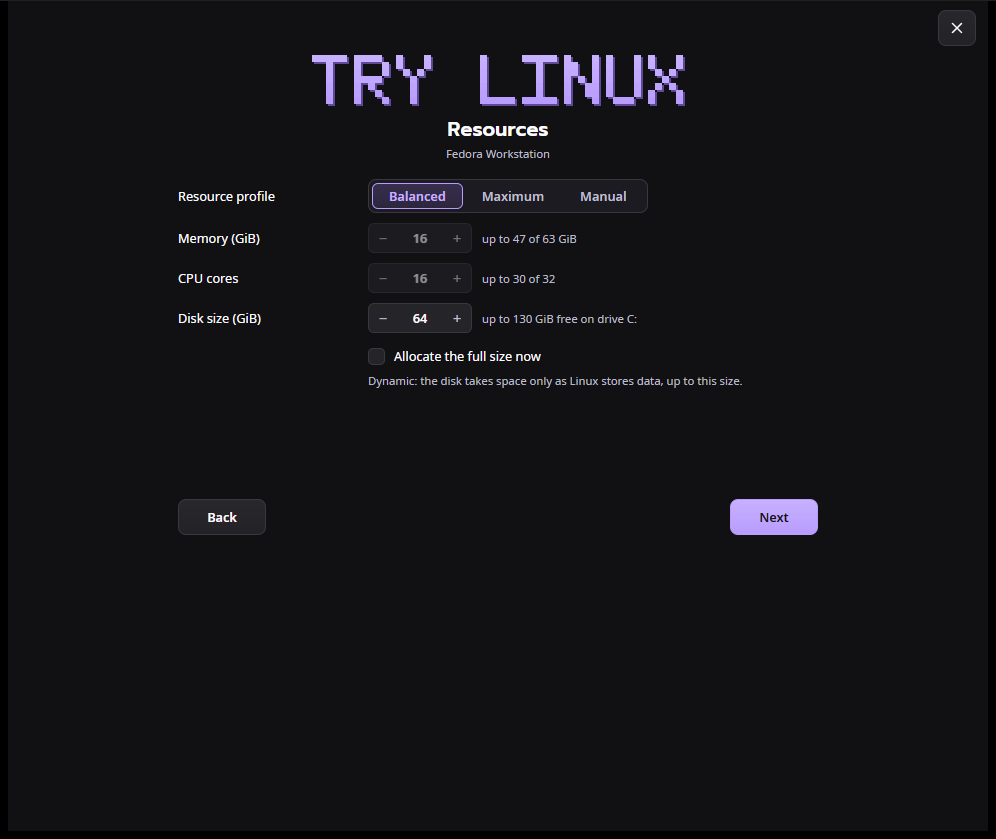 TRY LINUX
Resources
Fedora Workstation
Resource profile Balanced Maximum Manual
Memory (GiB) − 16 + up to 47 of 63 GiB
CPU cores − 16 + up to 30 of 32
Disk size (GiB) − 64 + up to 130 GiB free on drive C:
Allocate the full size now
Dynamic: the disk takes space only as Linux stores data, up to this size.
Back Next